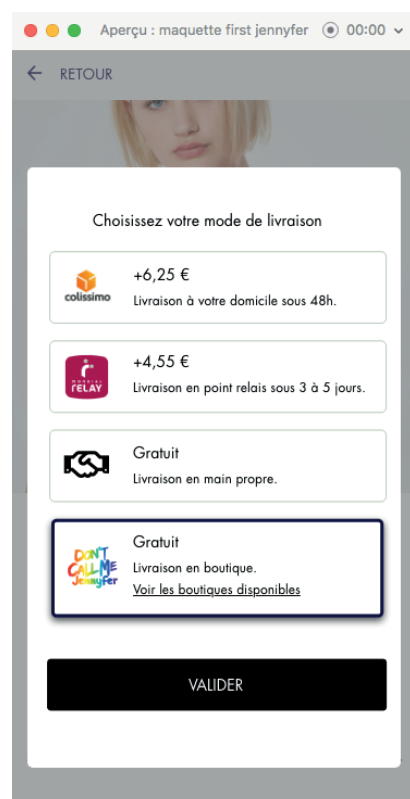 Aperçu : maquette first jennyfer
00:00
RETOUR
Choisissez votre mode de livraison
+6,25 €
colissimo
Livraison à votre domicile sous 48h.
+4,55 €
MONDIAL
rELAY
Livraison en point relais sous 3 à 5 jours.
Gratuit
Livraison en main propre.
Gratuit
DON'T
CALL ME
Jennyfer
Livraison en boutique.
Voir les boutiques disponibles
VALIDER